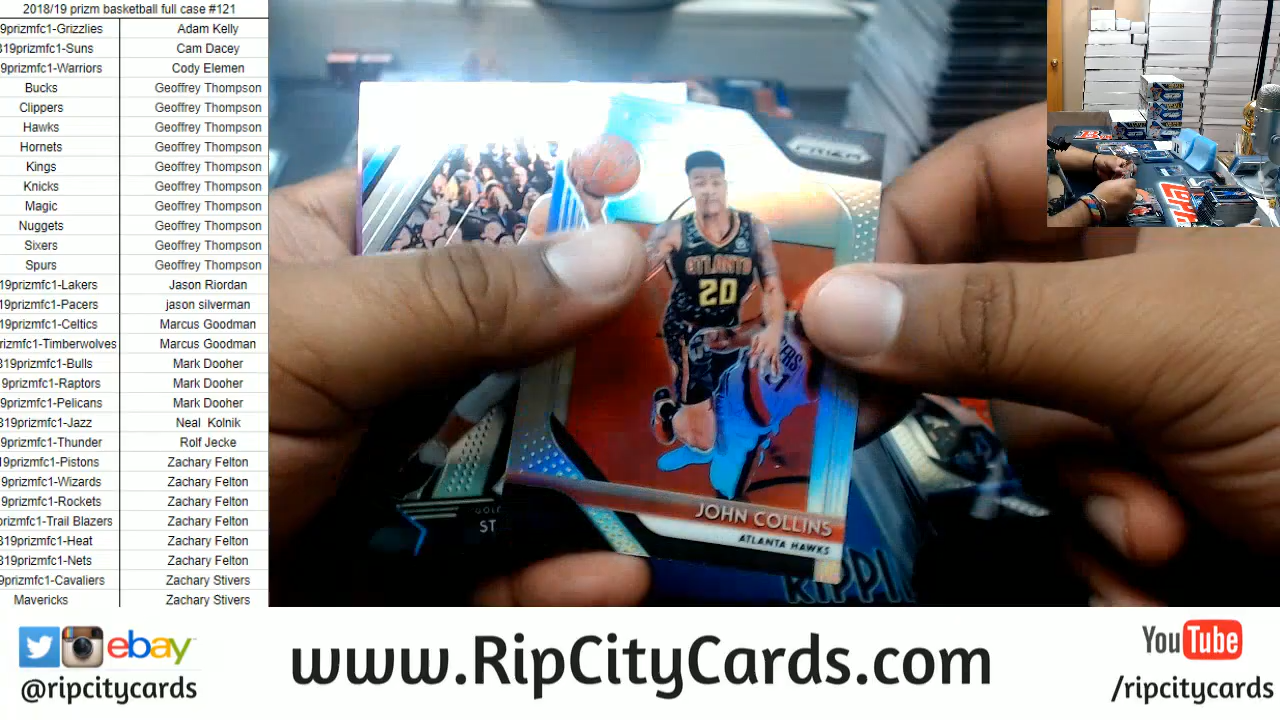 2018/19 prizm basketball full case #121
9prizmfc1-Grizzlies Adam Kelly
319prizmfc1-Suns Cam Dacey
9prizmfc1-Warriors Cody Elemen
Bucks Geoffrey Thompson
Clippers Geoffrey Thompson
Hawks Geoffrey Thompson
Hornets Geoffrey Thompson
Kings Geoffrey Thompson
Knicks Geoffrey Thompson
Magic Geoffrey Thompson
Nuggets Geoffrey Thompson
Sixers Geoffrey Thompson
Spurs Geoffrey Thompson
19prizmfc1-Lakers Jason Riordan
19prizmfc1-Pacers jason silverman
19prizmfc1-Celtics Marcus Goodman
rizmfc1-Timberwolves Marcus Goodman
319prizmfc1-Bulls Mark Dooher
9prizmfc1-Raptors Mark Dooher
9prizmfc1-Pelicans Mark Dooher
319prizmfc1-Jazz Neal Kolnik
9prizmfc1-Thunder Rolf Jecke
19prizmfc1-Pistons Zachary Felton
9prizmfc1-Wizards Zachary Felton
9prizmfc1-Rockets Zachary Felton
rizmfc1-Trail Blazers Zachary Felton
319prizmfc1-Heat Zachary Felton
319prizmfc1-Nets Zachary Felton
9prizmfc1-Cavaliers Zachary Stivers
Mavericks Zachary Stivers
PRIZM
ATLANTA
20
JOHN COLLINS
ATLANTA HAWKS
ST
RIPPI
ebay
@ripcitycards
www.RipCityCards.com
YouTube
/ripcitycards